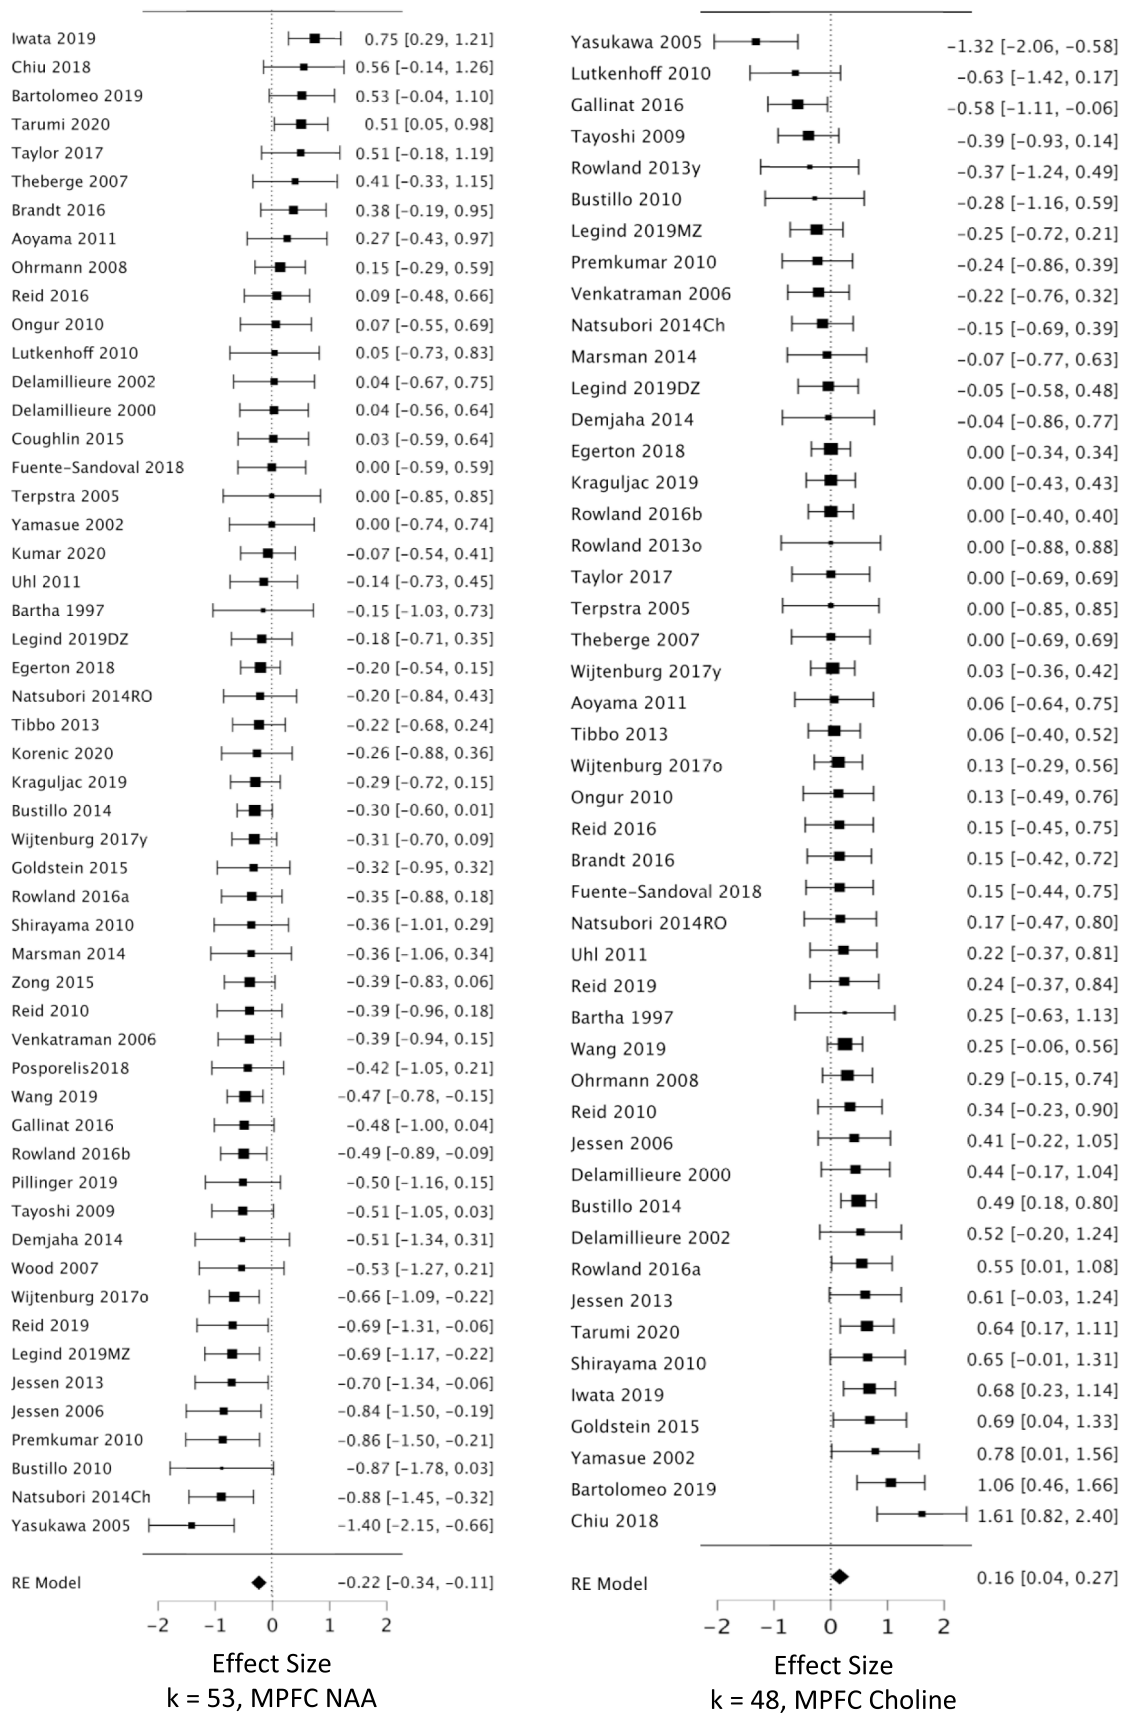 Iwata 2019 0.75 [0.29, 1.21]
Chiu 2018 0.56 [−0.14, 1.26]
Bartolomeo 2019 0.53 [−0.04, 1.10]
Tarumi 2020 0.51 [0.05, 0.98]
Taylor 2017 0.51 [−0.18, 1.19]
Theberge 2007 0.41 [−0.33, 1.15]
Brandt 2016 0.38 [−0.19, 0.95]
Aoyama 2011 0.27 [−0.43, 0.97]
Ohrmann 2008 0.15 [−0.29, 0.59]
Reid 2016 0.09 [−0.48, 0.66]
Ongur 2010 0.07 [−0.55, 0.69]
Lutkenhoff 2010 0.05 [−0.73, 0.83]
Delamillieure 2002 0.04 [−0.67, 0.75]
Delamillieure 2000 0.04 [−0.56, 0.64]
Coughlin 2015 0.03 [−0.59, 0.64]
Fuente−Sandoval 2018 0.00 [−0.59, 0.59]
Terpstra 2005 0.00 [−0.85, 0.85]
Yamasue 2002 0.00 [−0.74, 0.74]
Kumar 2020 −0.07 [−0.54, 0.41]
Uhl 2011 −0.14 [−0.73, 0.45]
Bartha 1997 −0.15 [−1.03, 0.73]
Legind 2019DZ −0.18 [−0.71, 0.35]
Egerton 2018 −0.20 [−0.54, 0.15]
Natsubori 2014RO −0.20 [−0.84, 0.43]
Tibbo 2013 −0.22 [−0.68, 0.24]
Korenic 2020 −0.26 [−0.88, 0.36]
Kraguljac 2019 −0.29 [−0.72, 0.15]
Bustillo 2014 −0.30 [−0.60, 0.01]
Wijtenburg 2017y −0.31 [−0.70, 0.09]
Goldstein 2015 −0.32 [−0.95, 0.32]
Rowland 2016a −0.35 [−0.88, 0.18]
Shirayama 2010 −0.36 [−1.01, 0.29]
Marsman 2014 −0.36 [−1.06, 0.34]
Zong 2015 −0.39 [−0.83, 0.06]
Reid 2010 −0.39 [−0.96, 0.18]
Venkatraman 2006 −0.39 [−0.94, 0.15]
Posporelis2018 −0.42 [−1.05, 0.21]
Wang 2019 −0.47 [−0.78, −0.15]
Gallinat 2016 −0.48 [−1.00, 0.04]
Rowland 2016b −0.49 [−0.89, −0.09]
Pillinger 2019 −0.50 [−1.16, 0.15]
Tayoshi 2009 −0.51 [−1.05, 0.03]
Demjaha 2014 −0.51 [−1.34, 0.31]
Wood 2007 −0.53 [−1.27, 0.21]
Wijtenburg 2017o −0.66 [−1.09, −0.22]
Reid 2019 −0.69 [−1.31, −0.06]
Legind 2019MZ −0.69 [−1.17, −0.22]
Jessen 2013 −0.70 [−1.34, −0.06]
Jessen 2006 −0.84 [−1.50, −0.19]
Premkumar 2010 −0.86 [−1.50, −0.21]
Bustillo 2010 −0.87 [−1.78, 0.03]
Natsubori 2014Ch −0.88 [−1.45, −0.32]
Yasukawa 2005 −1.40 [−2.15, −0.66]
RE Model −0.22 [−0.34, −0.11]
−2 −1 0 1 2
Effect Size
k = 53, MPFC NAA
Yasukawa 2005 −1.32 [−2.06, −0.58]
Lutkenhoff 2010 −0.63 [−1.42, 0.17]
Gallinat 2016 −0.58 [−1.11, −0.06]
Tayoshi 2009 −0.39 [−0.93, 0.14]
Rowland 2013y −0.37 [−1.24, 0.49]
Bustillo 2010 −0.28 [−1.16, 0.59]
Legind 2019MZ −0.25 [−0.72, 0.21]
Premkumar 2010 −0.24 [−0.86, 0.39]
Venkatraman 2006 −0.22 [−0.76, 0.32]
Natsubori 2014Ch −0.15 [−0.69, 0.39]
Marsman 2014 −0.07 [−0.77, 0.63]
Legind 2019DZ −0.05 [−0.58, 0.48]
Demjaha 2014 −0.04 [−0.86, 0.77]
Egerton 2018 0.00 [−0.34, 0.34]
Kraguljac 2019 0.00 [−0.43, 0.43]
Rowland 2016b 0.00 [−0.40, 0.40]
Rowland 2013o 0.00 [−0.88, 0.88]
Taylor 2017 0.00 [−0.69, 0.69]
Terpstra 2005 0.00 [−0.85, 0.85]
Theberge 2007 0.00 [−0.69, 0.69]
Wijtenburg 2017y 0.03 [−0.36, 0.42]
Aoyama 2011 0.06 [−0.64, 0.75]
Tibbo 2013 0.06 [−0.40, 0.52]
Wijtenburg 2017o 0.13 [−0.29, 0.56]
Ongur 2010 0.13 [−0.49, 0.76]
Reid 2016 0.15 [−0.45, 0.75]
Brandt 2016 0.15 [−0.42, 0.72]
Fuente−Sandoval 2018 0.15 [−0.44, 0.75]
Natsubori 2014RO 0.17 [−0.47, 0.80]
Uhl 2011 0.22 [−0.37, 0.81]
Reid 2019 0.24 [−0.37, 0.84]
Bartha 1997 0.25 [−0.63, 1.13]
Wang 2019 0.25 [−0.06, 0.56]
Ohrmann 2008 0.29 [−0.15, 0.74]
Reid 2010 0.34 [−0.23, 0.90]
Jessen 2006 0.41 [−0.22, 1.05]
Delamillieure 2000 0.44 [−0.17, 1.04]
Bustillo 2014 0.49 [0.18, 0.80]
Delamillieure 2002 0.52 [−0.20, 1.24]
Rowland 2016a 0.55 [0.01, 1.08]
Jessen 2013 0.61 [−0.03, 1.24]
Tarumi 2020 0.64 [0.17, 1.11]
Shirayama 2010 0.65 [−0.01, 1.31]
Iwata 2019 0.68 [0.23, 1.14]
Goldstein 2015 0.69 [0.04, 1.33]
Yamasue 2002 0.78 [0.01, 1.56]
Bartolomeo 2019 1.06 [0.46, 1.66]
Chiu 2018 1.61 [0.82, 2.40]
RE Model 0.16 [0.04, 0.27]
−2 −1 0 1 2
Effect Size
k = 48, MPFC Choline